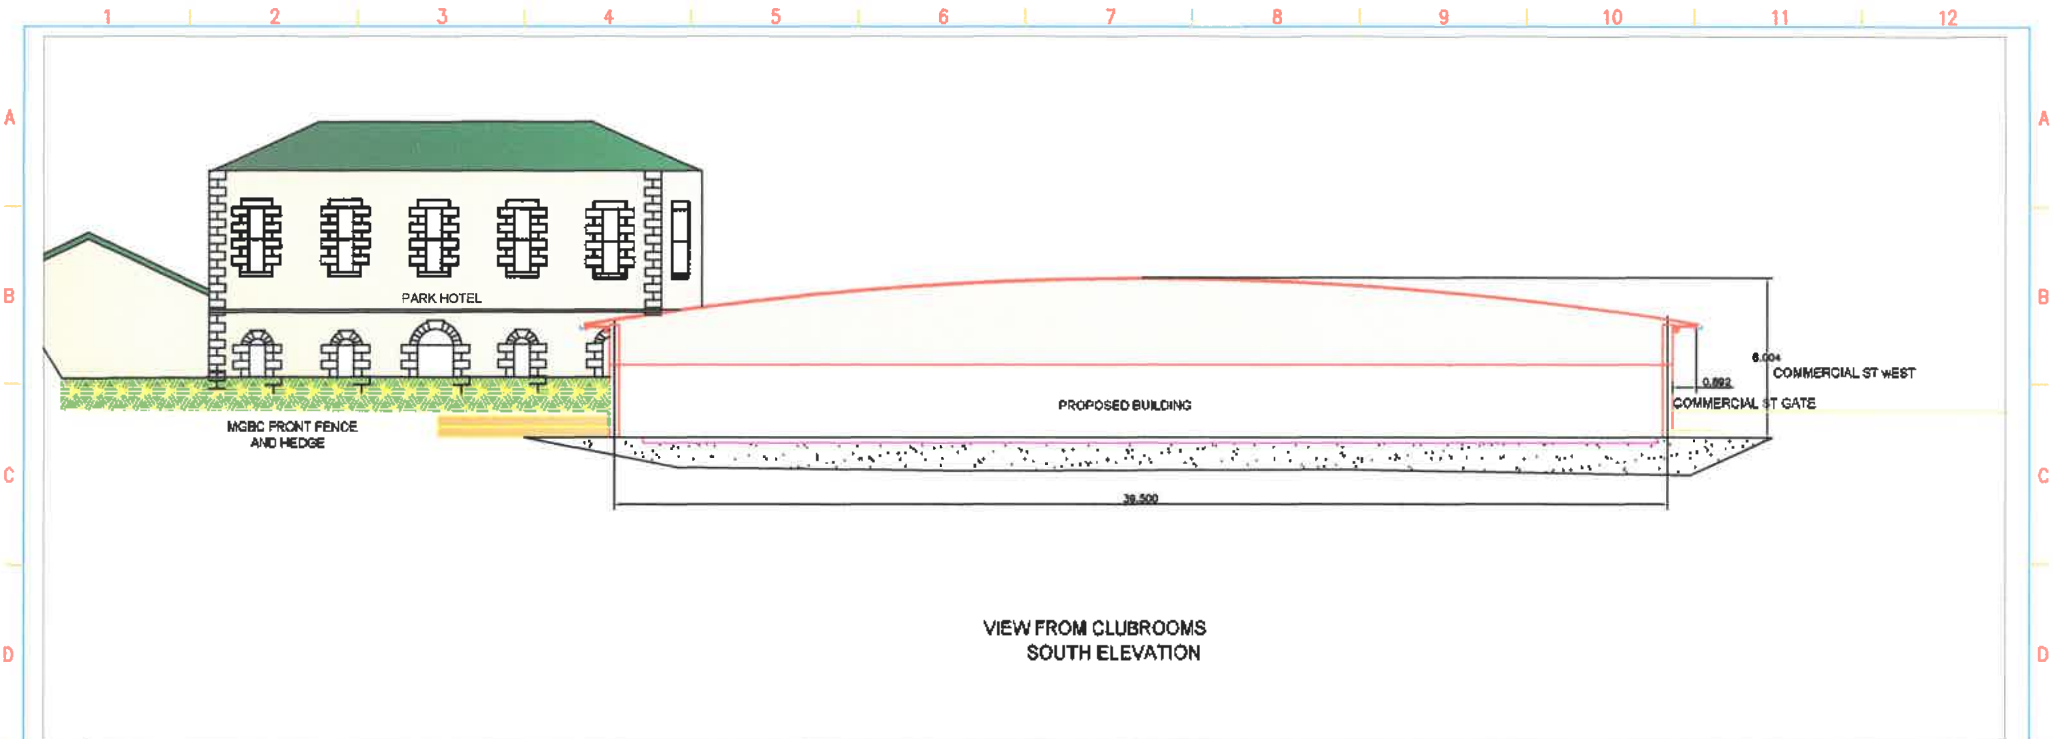 1 2 3 4 5 6 7 8 9 10 11 12
A A
PARK HOTEL
B B
6.004
COMMERCIAL ST wEST
0.892
COMMERCIAL ST GATE
PROPOSED BUILDING
MGBC FRONT FENCE
AND HEDGE
C C
39.500
VIEW FROM CLUBROOMS
SOUTH ELEVATION
D D